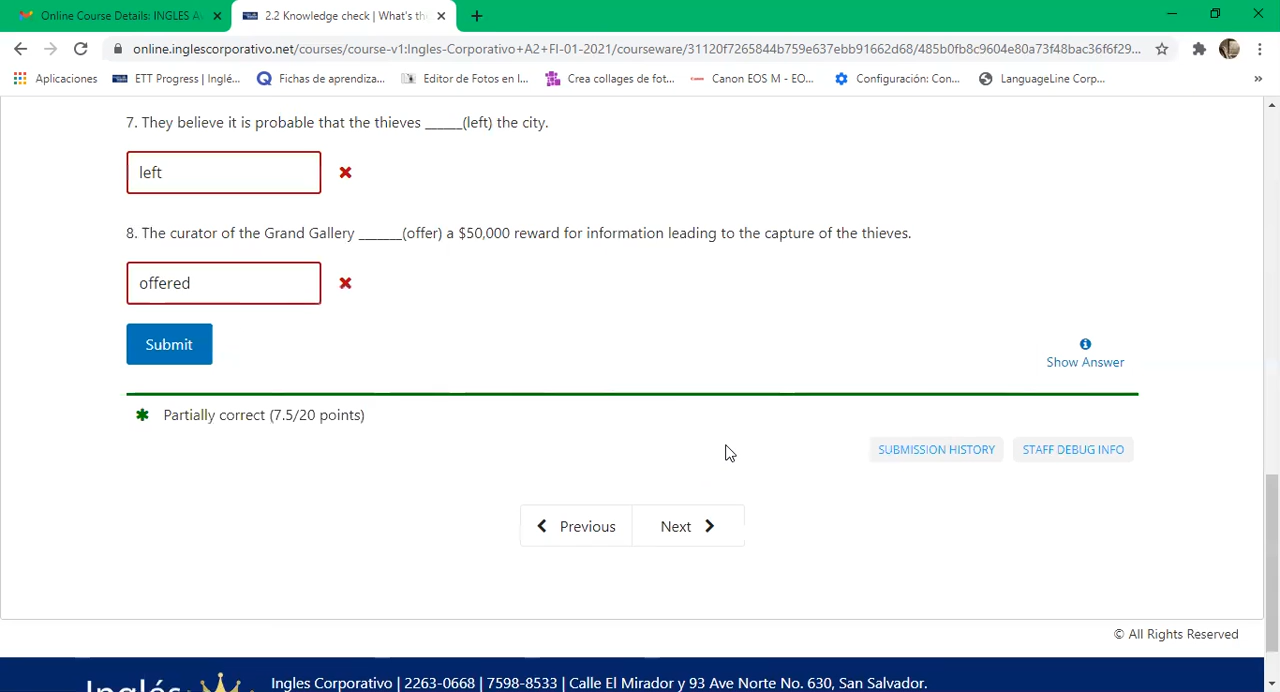 Online Course Details: INGLES A
2.2 Knowledge check | What's th
online.inglescorporativo.net/courses/course-v1:Ingles-Corporativo+A2+FI-01-2021/courseware/31120f7265844b759e637ebb91662d68/485b0fb8c9604e80a73f48bac36f6f29...
Aplicaciones ETT Progress | Inglé... Fichas de aprendiza... Editor de Fotos en l... Crea collages de fot... Canon EOS M - EO... Configuración: Con... LanguageLine Corp... »
7. They believe it is probable that the thieves ______(left) the city.
left
8. The curator of the Grand Gallery _______(offer) a $50,000 reward for information leading to the capture of the thieves.
offered
Submit
Show Answer
Partially correct (7.5/20 points)
SUBMISSION HISTORY STAFF DEBUG INFO
Previous Next
© All Rights Reserved
Inglés
Ingles Corporativo | 2263-0668 | 7598-8533 | Calle El Mirador y 93 Ave Norte No. 630, San Salvador.